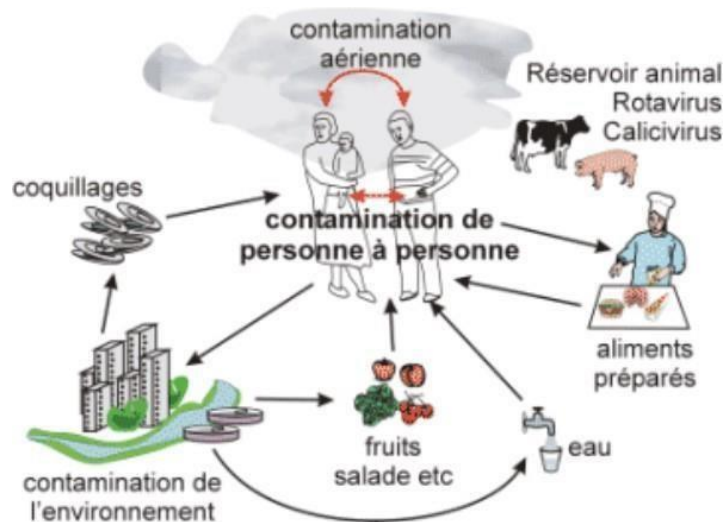 contamination
aérienne
Réservoir animal
Rotavirus
Calicivirus
coquillages
contamination de
personne à personne
aliments
préparés
fruits
salade etc
eau
contamination de
l'environnement